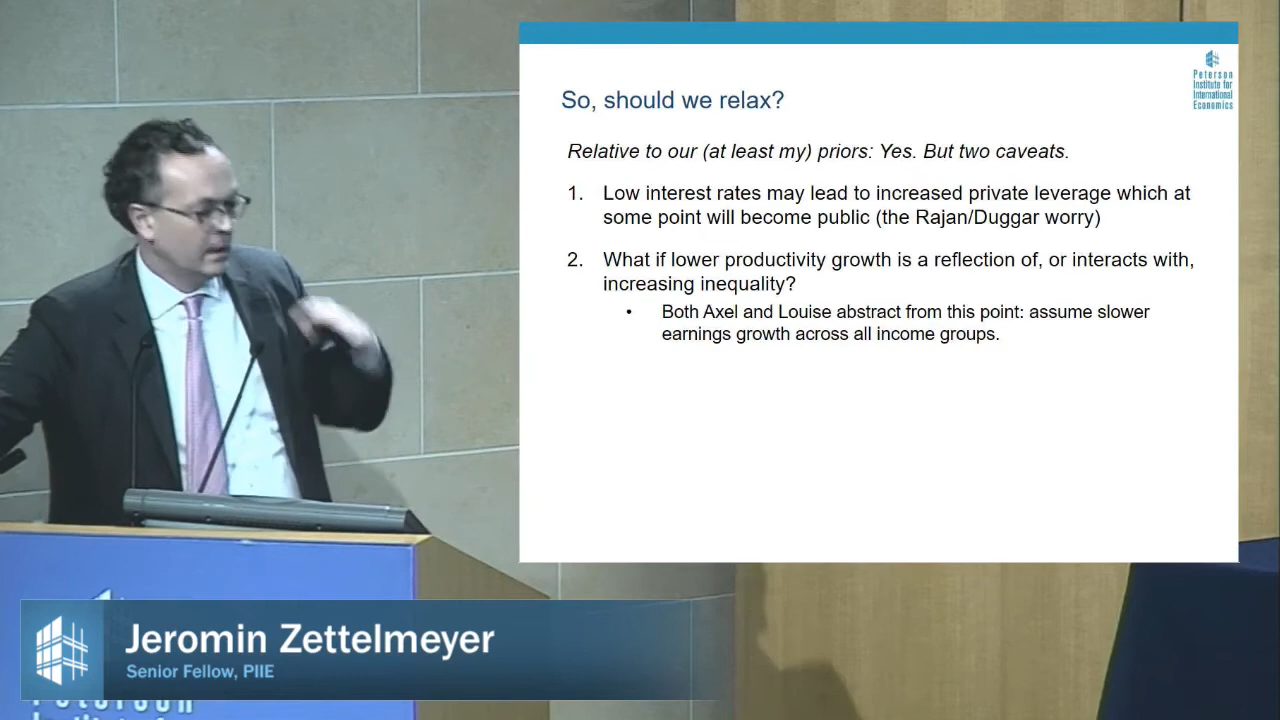 So, should we relax?
Peterson
Institute for
International
Economics
Relative to our (at least my) priors: Yes. But two caveats.
1. Low interest rates may lead to increased private leverage which at
some point will become public (the Rajan/Duggar worry)
2. What if lower productivity growth is a reflection of, or interacts with,
increasing inequality?
• Both Axel and Louise abstract from this point: assume slower
earnings growth across all income groups.
Jeromin Zettelmeyer
Senior Fellow, PIIE